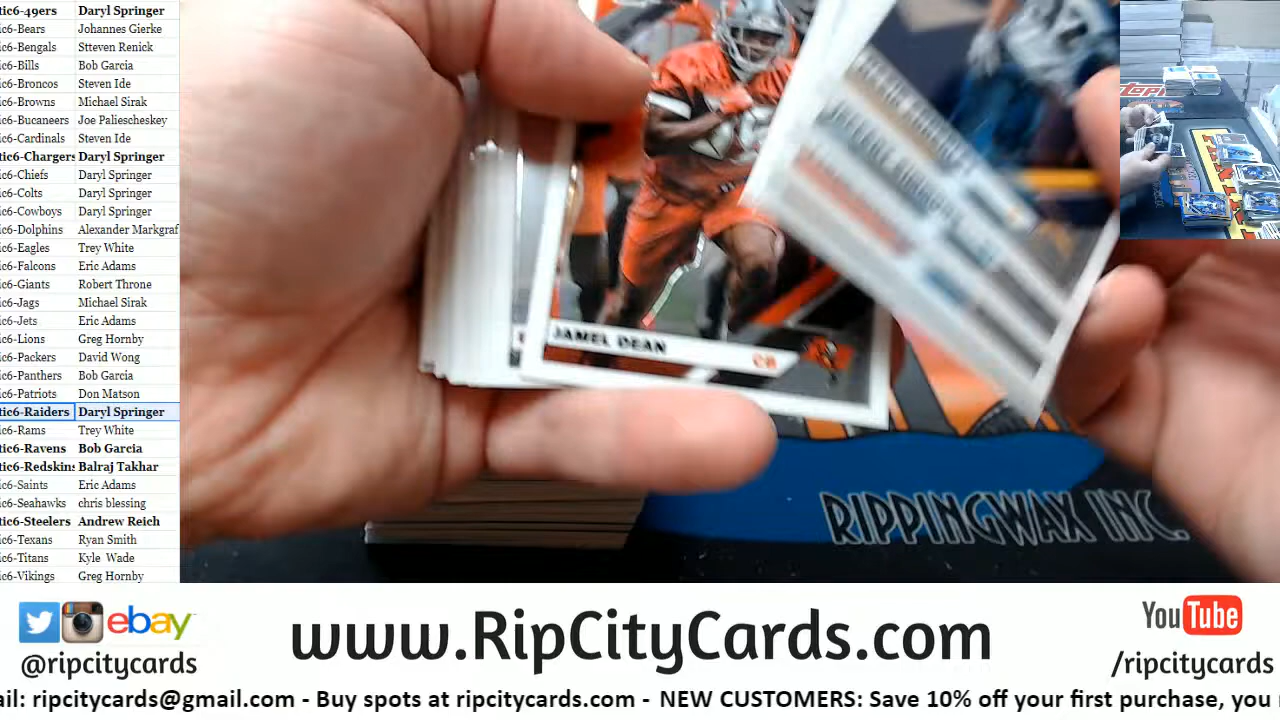 tic6-49ers Daryl Springer
ic6-Bears Johannes Gierke
ic6-Bengals Stteven Renick
ic6-Bills Bob Garcia
ic6-Broncos Steven Ide
ic6-Browns Michael Sirak
ic6-Bucaneers Joe Paliescheskey
ic6-Cardinals Steven Ide
tic6-Chargers Daryl Springer
ic6-Chiefs Daryl Springer
ic6-Colts Daryl Springer
ic6-Cowboys Daryl Springer
ic6-Dolphins Alexander Markgraf
ic6-Eagles Trey White
ic6-Falcons Eric Adams
ic6-Giants Robert Throne
ic6-Jags Michael Sirak
ic6-Jets Eric Adams
ic6-Lions Greg Hornby
ic6-Packers David Wong
ic6-Panthers Bob Garcia
ic6-Patriots Don Matson
tic6-Raiders Daryl Springer
ic6-Rams Trey White
tic6-Ravens Bob Garcia
tic6-Redskins Balraj Takhar
ic6-Saints Eric Adams
ic6-Seahawks chris blessing
tic6-Steelers Andrew Reich
ic6-Texans Ryan Smith
ic6-Titans Kyle Wade
ic6-Vikings Greg Hornby
JAMEL DEAN CB
RIPPINGWAX INC.
ebay
@ripcitycards
www.RipCityCards.com
YouTube
/ripcitycards
ail: ripcitycards@gmail.com - Buy spots at ripcitycards.com - NEW CUSTOMERS: Save 10% off your first purchase, you